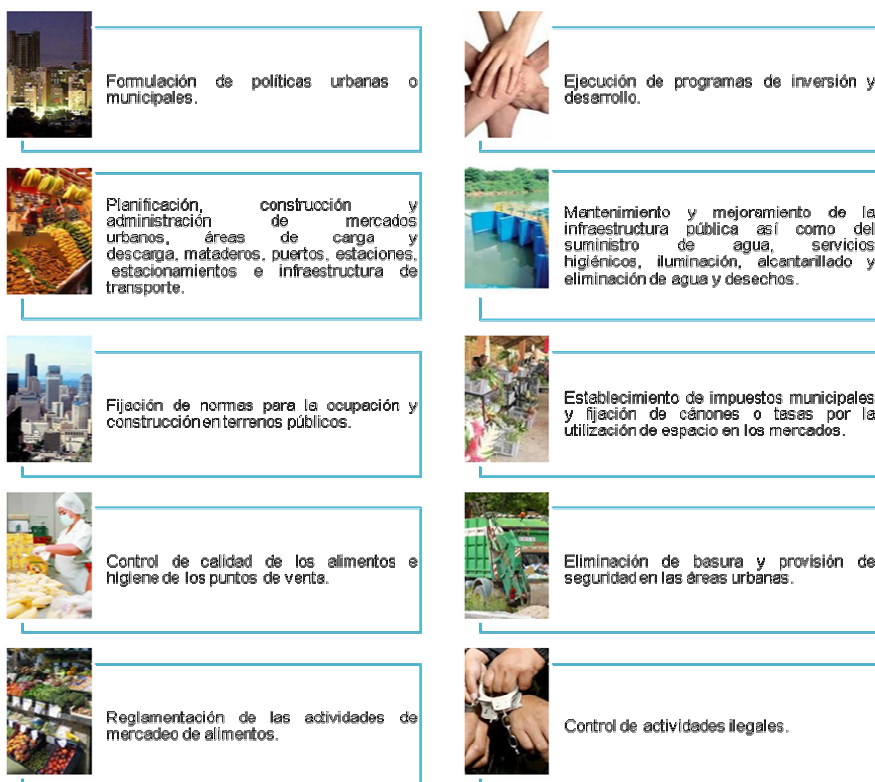 Formulación de políticas urbanas o
municipales.
Ejecución de programas de inversión y
desarrollo.
Planificación, construcción y
administración de mercados
urbanos, áreas de carga y
descarga, mataderos, puertos, estaciones,
estacionamientos e infraestructura de
transporte.
Mantenimiento y mejoramiento de la
infraestructura pública así como del
suministro de agua, servicios
higiénicos, iluminación, alcantarillado y
eliminación de agua y desechos.
Fijación de normas para la ocupación y
construcción en terrenos públicos.
Establecimiento de impuestos municipales
y fijación de cánones o tasas por la
utilización de espacio en los mercados.
Control de calidad de los alimentos e
higiene de los puntos de venta.
Eliminación de basura y provisión de
seguridad en las áreas urbanas.
Reglamentación de las actividades de
mercadeo de alimentos.
Control de actividades ilegales.